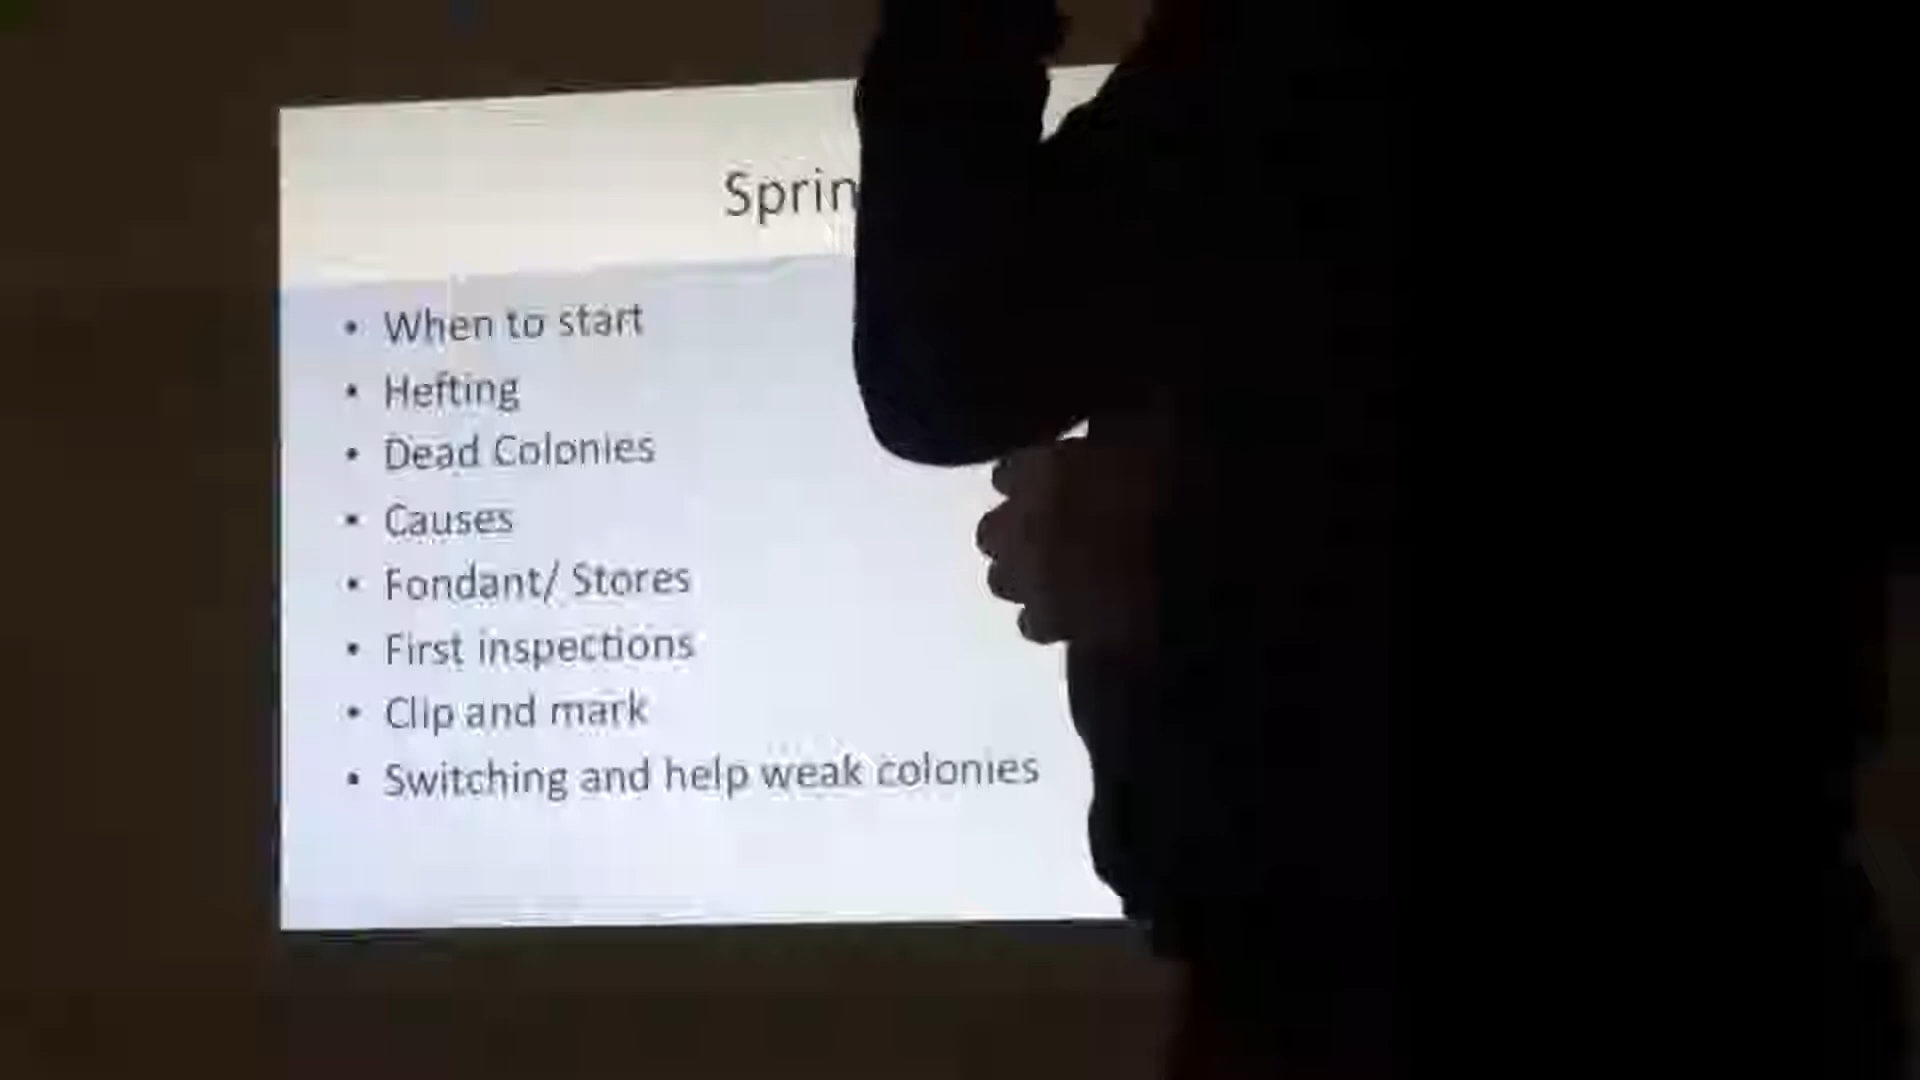 Sprin
• When to start
• Hefting
• Dead Colonies
• Causes
• Fondant/ Stores
• First inspections
• Clip and mark
• Switching and help weak colonies